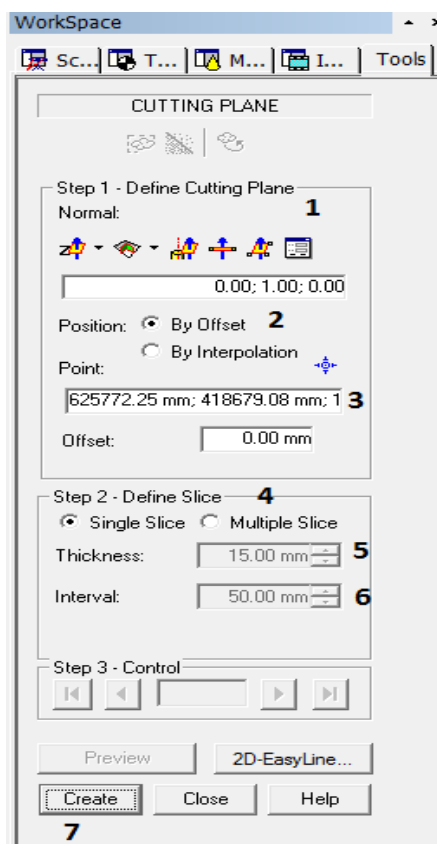 WorkSpace
Sc... T... M... I... Tools
CUTTING PLANE
Step 1 - Define Cutting Plane
Normal: 1
z
0.00; 1.00; 0.00
Position: By Offset 2
By Interpolation
Point:
625772.25 mm; 418679.08 mm; 1 3
Offset: 0.00 mm
Step 2 - Define Slice 4
Single Slice Multiple Slice
Thickness: 15.00 mm 5
Interval: 50.00 mm 6
Step 3 - Control
Preview 2D-EasyLine...
Create Close Help
7